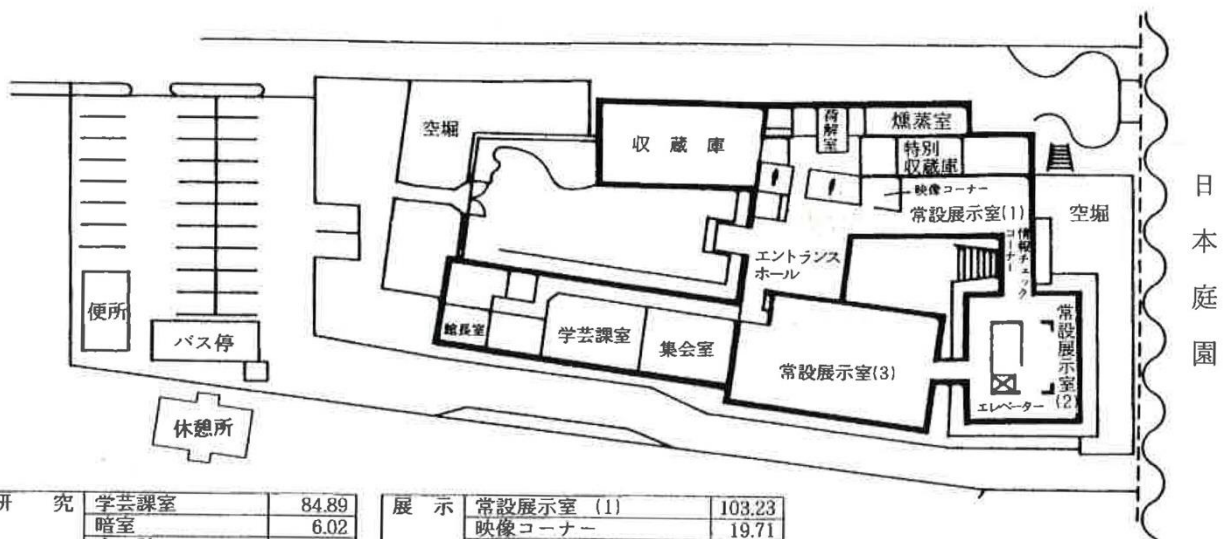 空堀
収蔵庫
荷解室
燻蒸室
特別
収蔵庫
映像コーナー
常設展示室(1)
空堀
情報チェック
コーナー
エントランス
ホール
日本庭園
便所
バス停
休憩所
館長室
学芸課室
集会室
常設展示室(3)
常設展示室(2)
エレベーター
研究 学芸課室 84.89
暗室 6.02
展示 常設展示室 (1) 103.23
映像コーナー 19.71